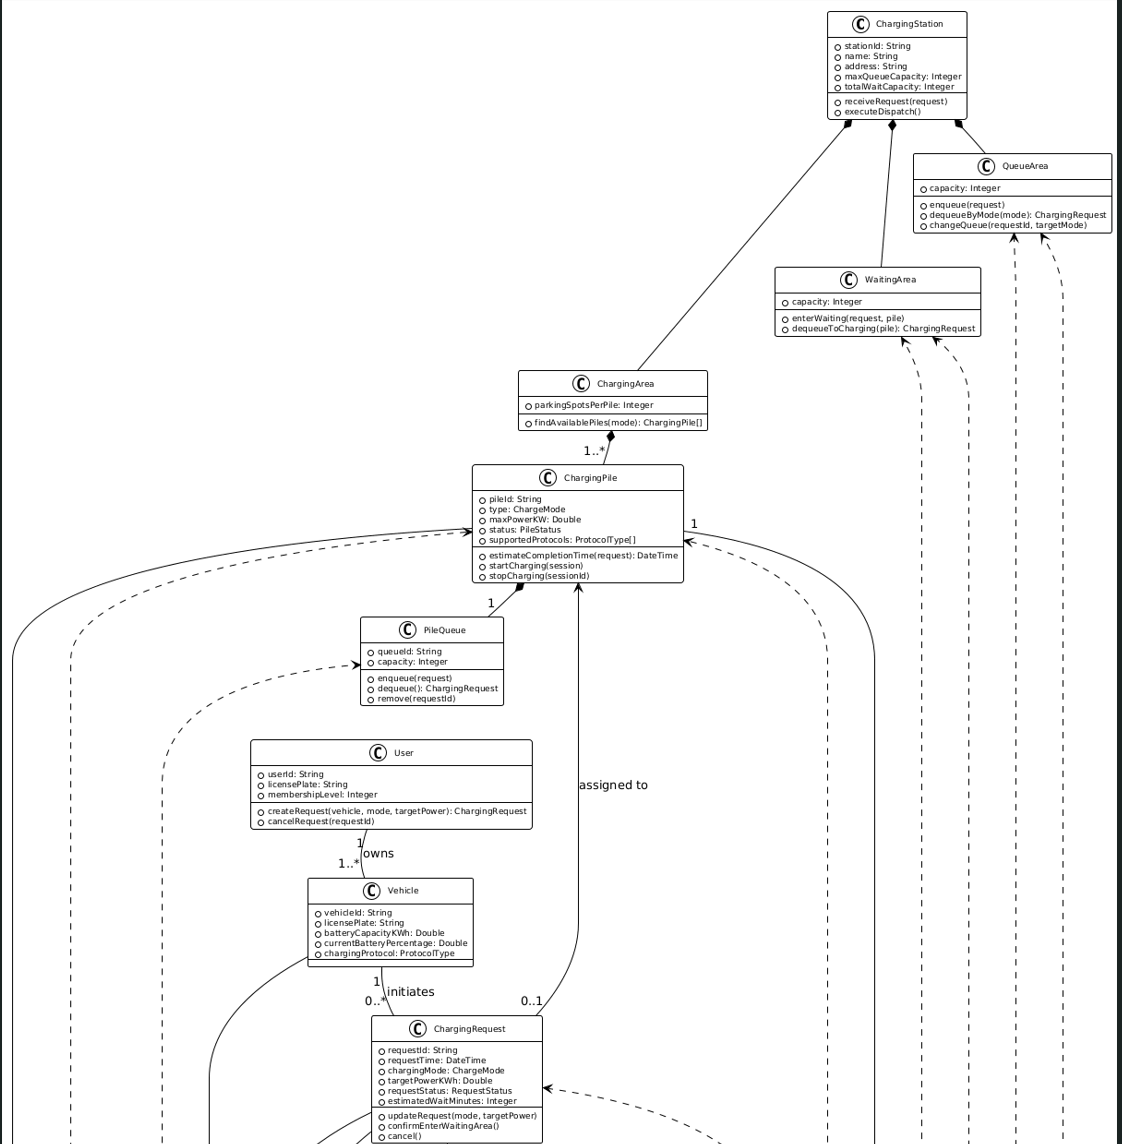 C ChargingStation
stationId: String
name: String
address: String
maxQueueCapacity: Integer
totalWaitCapacity: Integer
receiveRequest(request)
executeDispatch()
C QueueArea
capacity: Integer
enqueue(request)
dequeueByMode(mode): ChargingRequest
changeQueue(requestId, targetMode)
C WaitingArea
capacity: Integer
enterWaiting(request, pile)
dequeueToCharging(pile): ChargingRequest
C ChargingArea
parkingSpotsPerPile: Integer
findAvailablePiles(mode): ChargingPile[]
1..*
C ChargingPile
pileId: String
type: ChargeMode
maxPowerKW: Double
status: PileStatus
supportedProtocols: ProtocolType[]
estimateCompletionTime(request): DateTime
startCharging(session)
stopCharging(sessionId)
1
1
C PileQueue
queueId: String
capacity: Integer
enqueue(request)
dequeue(): ChargingRequest
remove(requestId)
C User
userId: String
licensePlate: String
membershipLevel: Integer
createRequest(vehicle, mode, targetPower): ChargingRequest
cancelRequest(requestId)
assigned to
1
owns
1..*
C Vehicle
vehicleId: String
licensePlate: String
batteryCapacityKWh: Double
currentBatteryPercentage: Double
chargingProtocol: ProtocolType
1
initiates
0..*
0..1
C ChargingRequest
requestId: String
requestTime: DateTime
chargingMode: ChargeMode
targetPowerKWh: Double
requestStatus: RequestStatus
estimatedWaitMinutes: Integer
updateRequest(mode, targetPower)
confirmEnterWaitingArea()
cancel()